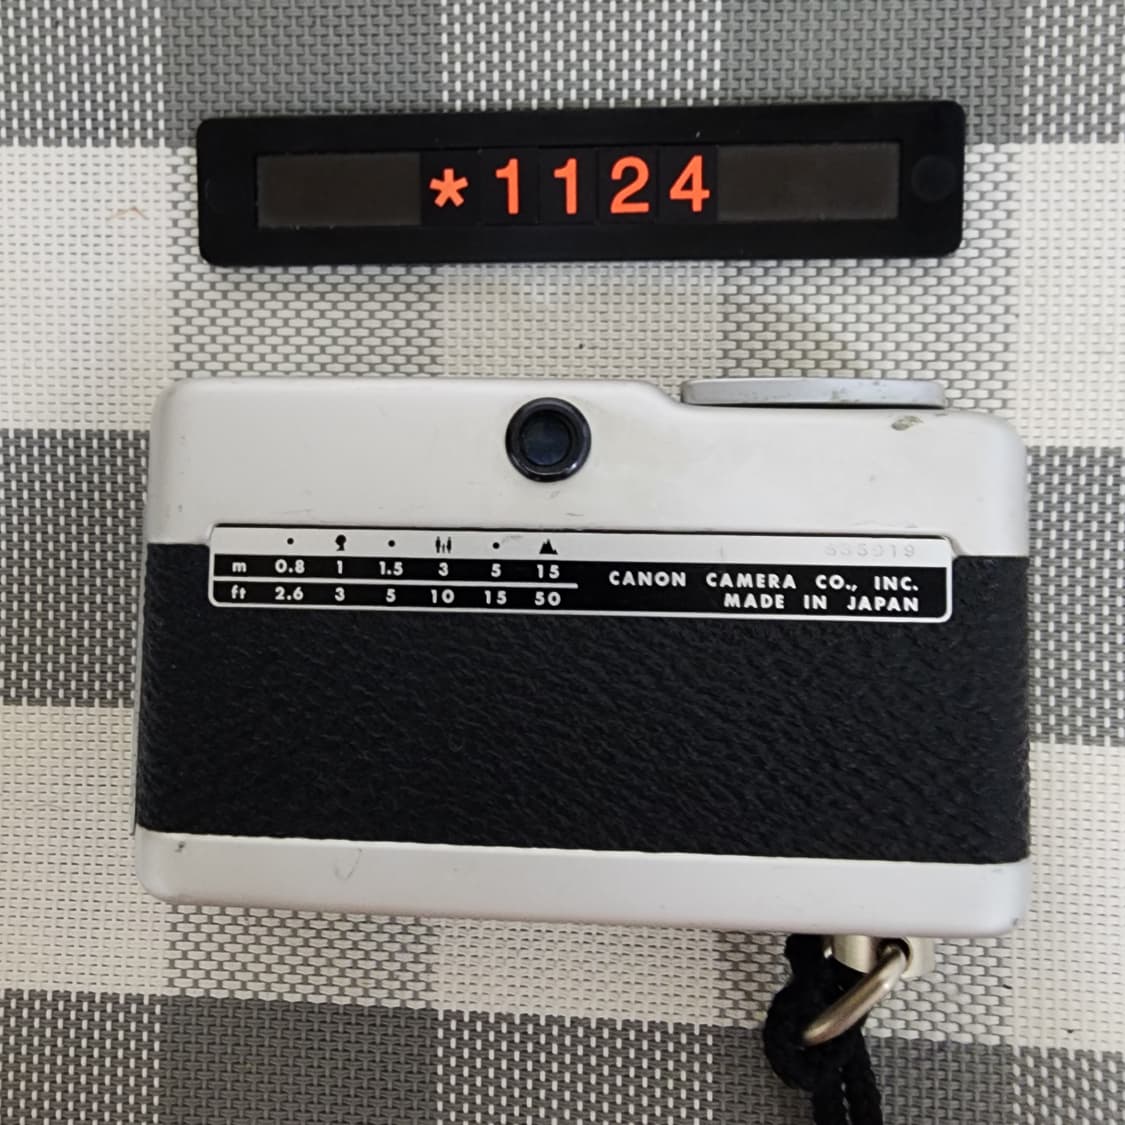 *1124
m 0.8 1 1.5 3 5 15
ft 2.6 3 5 10 15 50
CANON CAMERA CO., INC.
MADE IN JAPAN